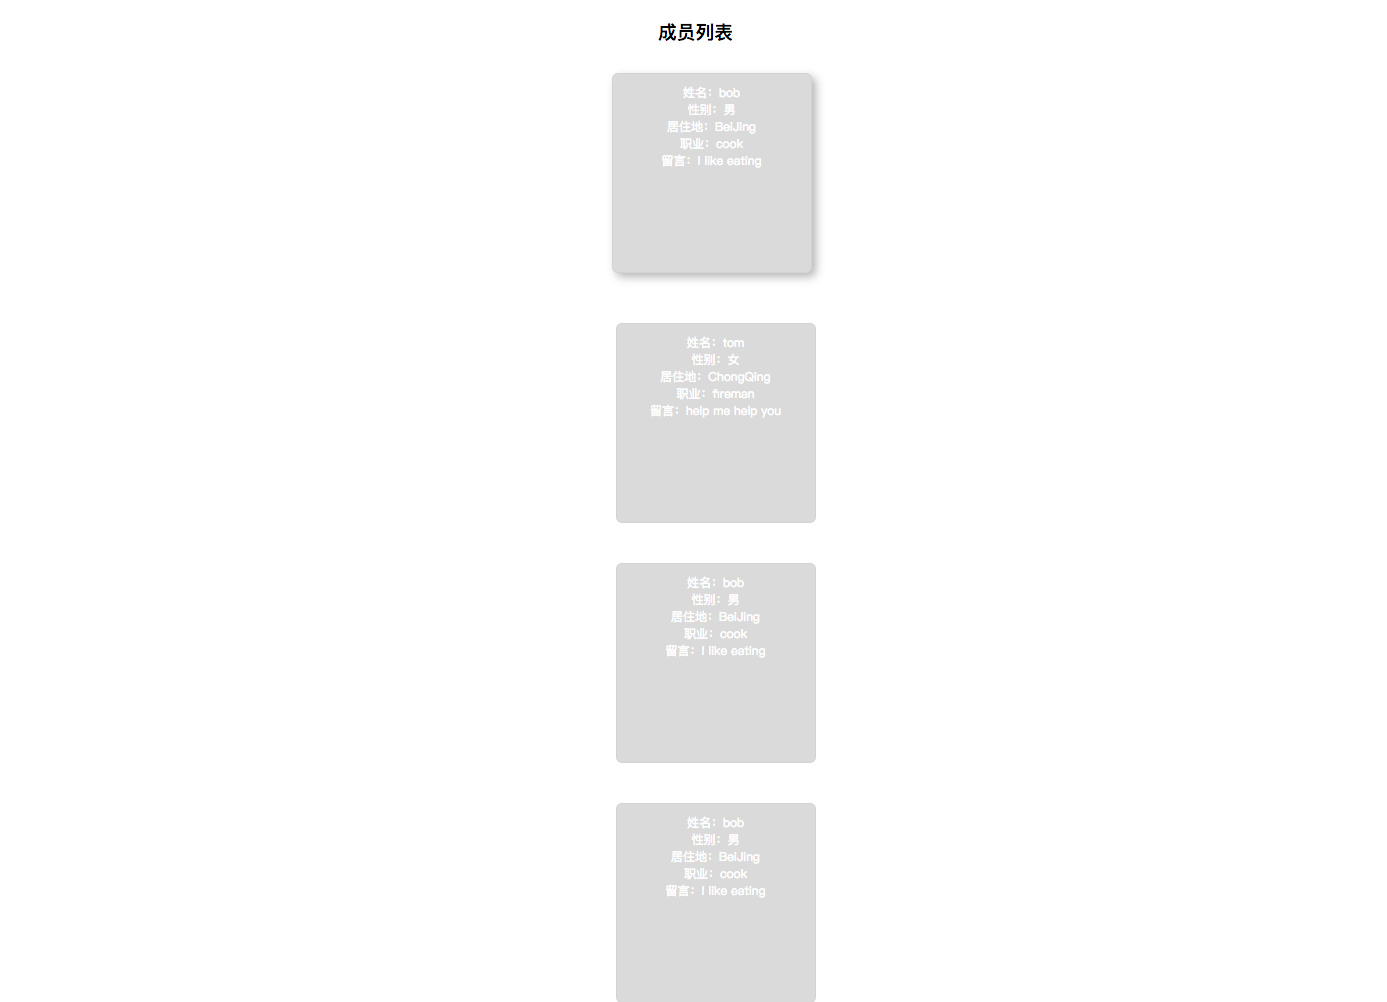 成员列表
姓名：bob
性别：男
居住地：BeiJing
职业：cook
留言：I like eating
姓名：tom
性别：女
居住地：ChongQing
职业：fireman
留言：help me help you
姓名：bob
性别：男
居住地：BeiJing
职业：cook
留言：I like eating
姓名：bob
性别：男
居住地：BeiJing
职业：cook
留言：I like eating